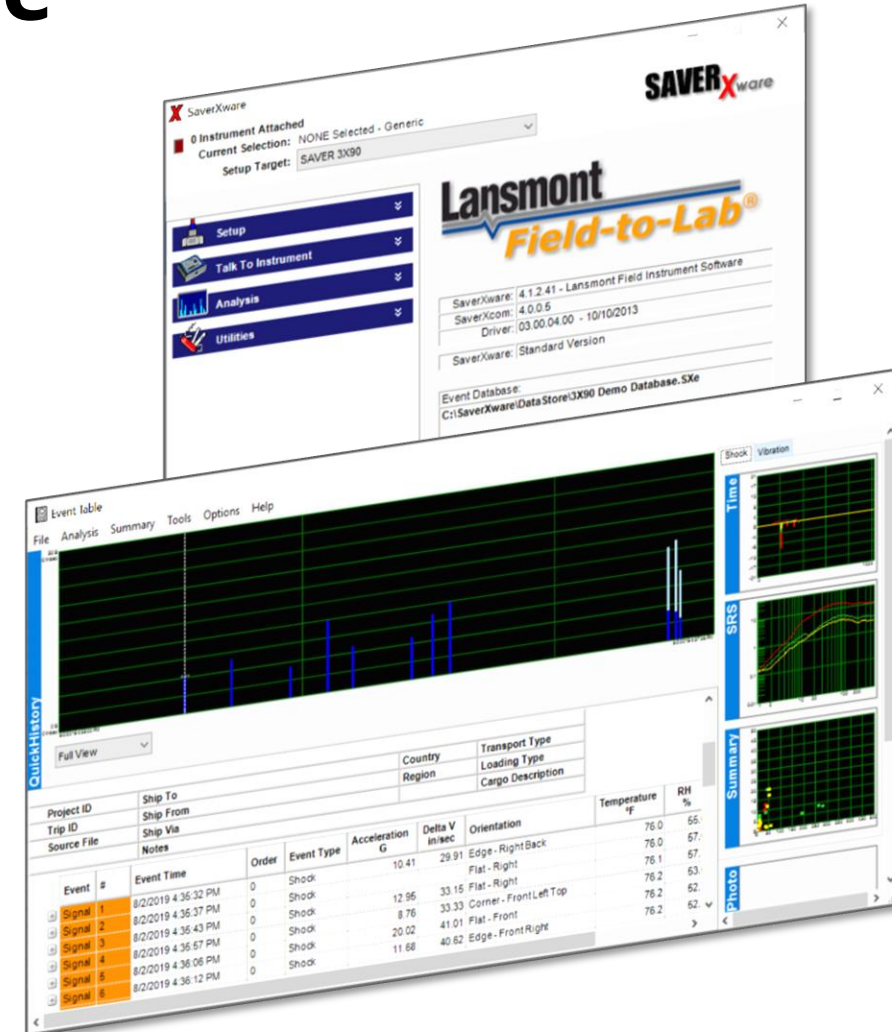 SaverXware
SAVERXware
0 Instrument Attached
Current Selection: NONE Selected - Generic
Setup Target: SAVER 3X90
Setup
Talk To Instrument
Analysis
Utilities
Lansmont
Field-to-Lab®
SaverXware: 4.1.2.41 - Lansmont Field Instrument Software
SaverXcom: 4.0.0.5
Driver: 03.00.04.00 - 10/10/2013
SaverXware: Standard Version
Event Database:
C:\SaverXware\DataStore\3X90 Demo Database.SXe
Event Table
File Analysis Summary Tools Options Help
QuickHistory
Full View
Shock Vibration
Time
SRS
Summary
Photo
Project ID Ship To Country Transport Type
Trip ID Ship From Region Loading Type
Source File Ship Via Cargo Description
Notes
Event # Event Time Order Event Type Acceleration G Delta V in/sec Orientation Temperature °F RH %
Signal 1 8/2/2019 4:35:32 PM 0 Shock 10.41 29.91 Edge - Right Back 76.0 55.
Signal 2 8/2/2019 4:35:37 PM 0 Shock Flat - Right 76.0 57.
Signal 3 8/2/2019 4:35:43 PM 0 Shock 12.95 33.15 Flat - Right 76.1 57.
Signal 4 8/2/2019 4:35:57 PM 0 Shock 8.76 33.33 Corner - Front Left Top 76.2 53.
Signal 5 8/2/2019 4:36:06 PM 0 Shock 20.02 41.01 Flat - Front 76.2 52.
Signal 6 8/2/2019 4:36:12 PM 0 Shock 11.68 40.62 Edge - Front Right 76.2 52.